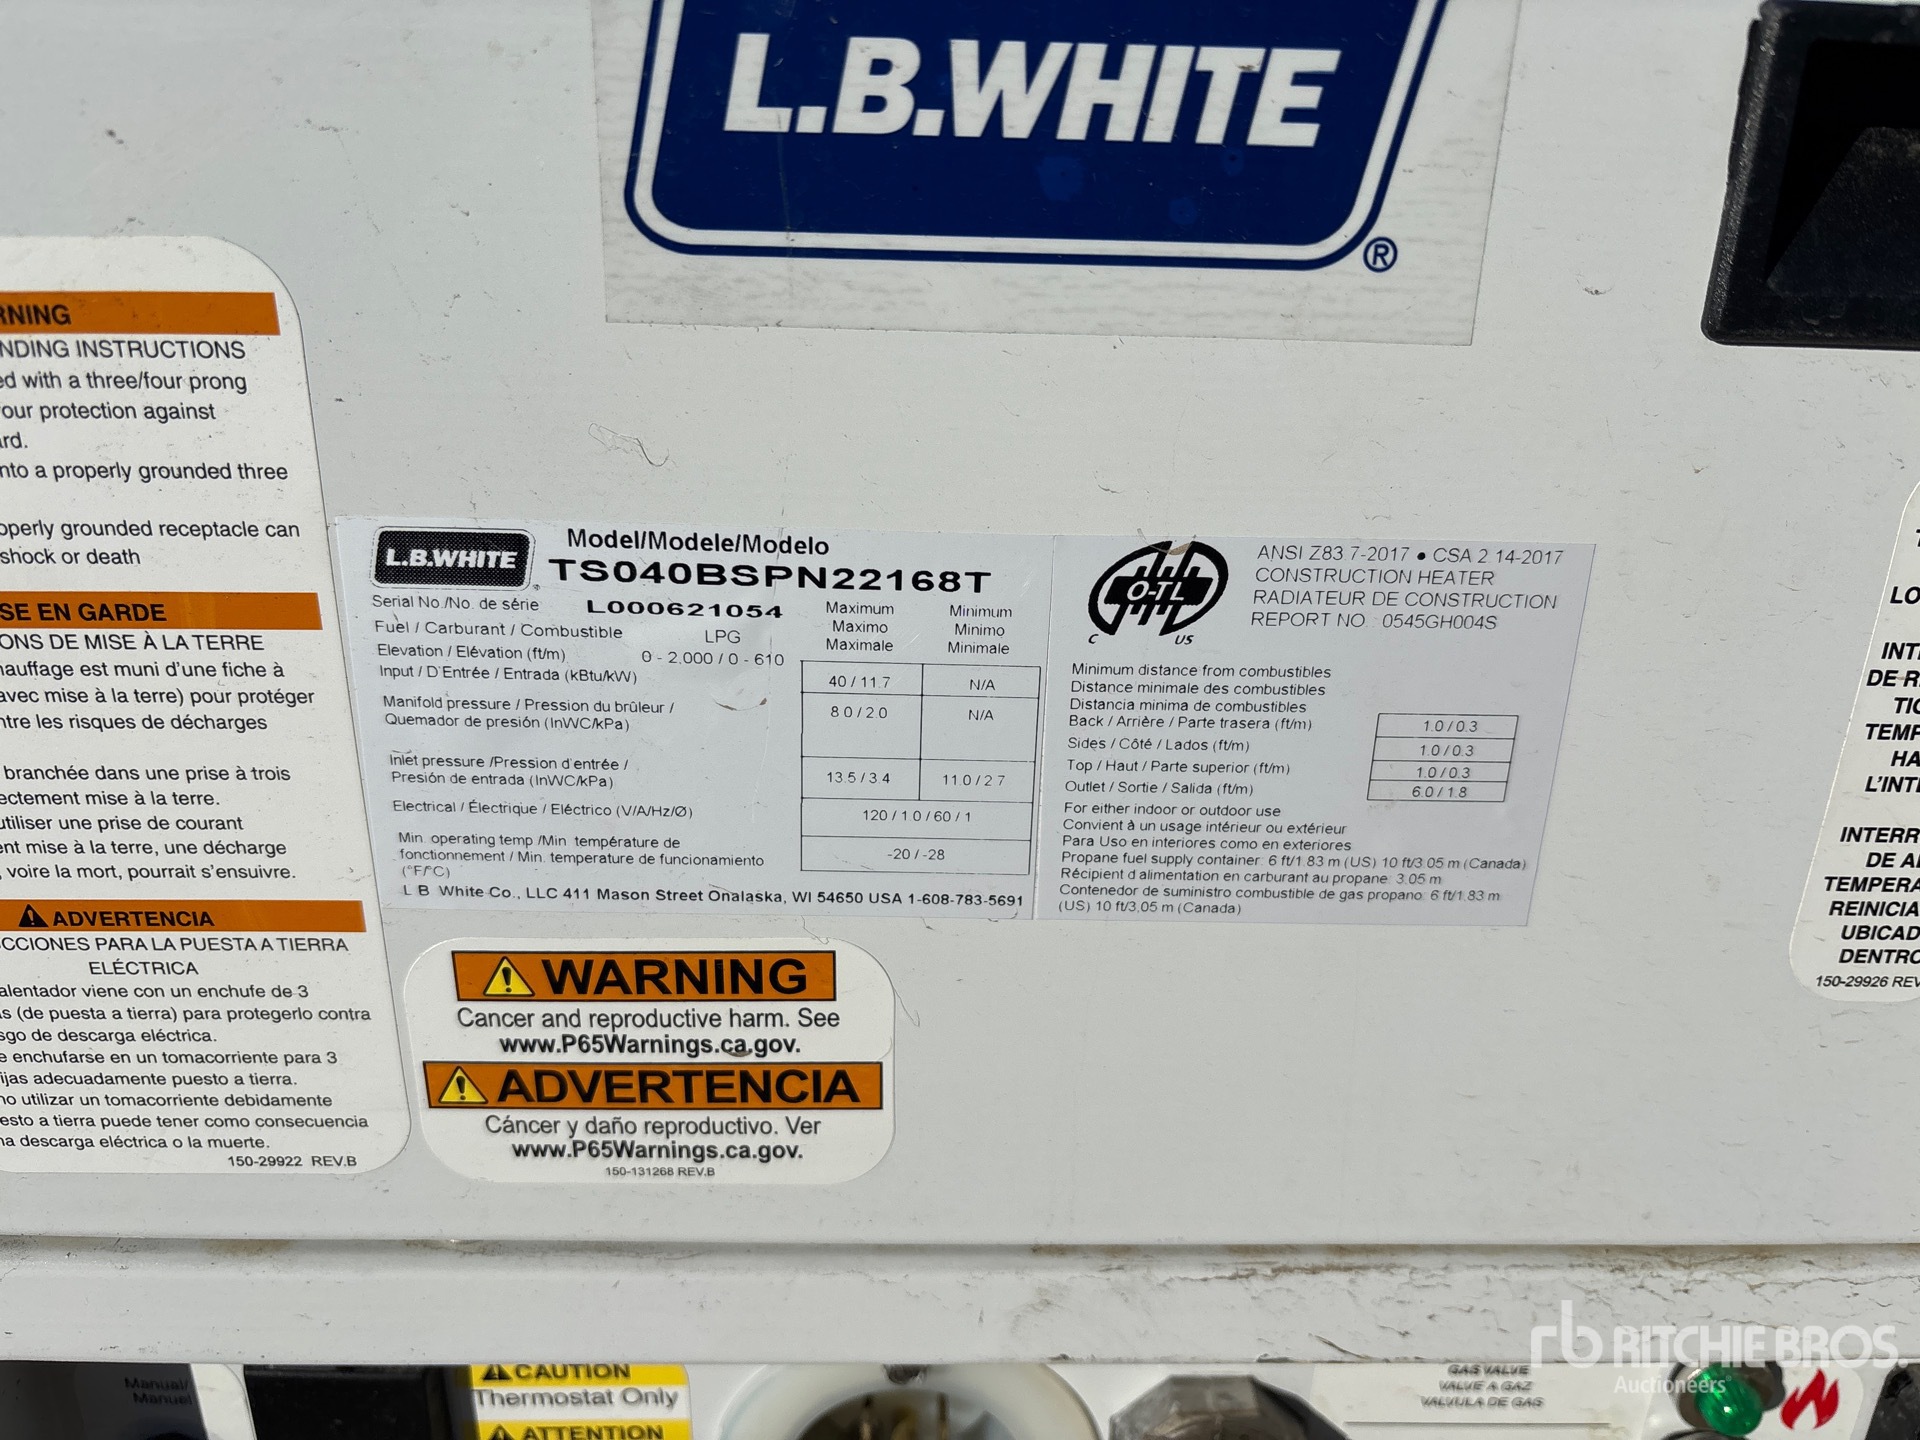 L.B.WHITE
®
RNING
NDING INSTRUCTIONS
ed with a three/four prong
our protection against
rd.
nto a properly grounded three
operly grounded receptacle can
shock or death
SE EN GARDE
ONS DE MISE À LA TERRE
hauffage est muni d'une fiche à
avec mise à la terre) pour protéger
ntre les risques de décharges
branchée dans une prise à trois
ectement mise à la terre.
utiliser une prise de courant
ent mise à la terre, une décharge
, voire la mort, pourrait s'ensuivre.
ADVERTENCIA
CCIONES PARA LA PUESTA A TIERRA
ELÉCTRICA
alentador viene con un enchufe de 3
s (de puesta a tierra) para protegerlo contra
sgo de descarga eléctrica.
e enchufarse en un tomacorriente para 3
ijas adecuadamente puesto a tierra.
no utilizar un tomacorriente debidamente
esto a tierra puede tener como consecuencia
na descarga eléctrica o la muerte.
150-29922 REV.B
L.B.WHITE
Model/Modele/Modelo
TS040BSPN22168T
Serial No./No. de série L000621054
Fuel / Carburant / Combustible LPG
Elevation / Elévation (ft/m) 0 - 2,000 / 0 - 610
Maximum Minimum
Maximo Minimo
Maximale Minimale
Input / D'Entrée / Entrada (kBtu/kW) 40 / 11.7 N/A
Manifold pressure / Pression du brûleur / 8.0 / 2.0 N/A
Quemador de presión (InWC/kPa)
Inlet pressure /Pression d'entrée /
Presión de entrada (InWC/kPa) 13.5 / 3.4 11.0 / 2.7
Electrical / Électrique / Eléctrico (V/A/Hz/Ø) 120 / 1.0 / 60 / 1
Min. operating temp /Min. température de
fonctionnement / Min. temperature de funcionamiento -20 / -28
(°F/°C)
L.B. White Co., LLC 411 Mason Street Onalaska, WI 54650 USA 1-608-783-5691
O-TL
C US
ANSI Z83.7-2017 • CSA 2.14-2017
CONSTRUCTION HEATER
RADIATEUR DE CONSTRUCTION
REPORT NO.: 0545GH004S
Minimum distance from combustibles
Distance minimale des combustibles
Distancia minima de combustibles
Back / Arrière / Parte trasera (ft/m) 1.0 / 0.3
Sides / Côté / Lados (ft/m) 1.0 / 0.3
Top / Haut / Parte superior (ft/m) 1.0 / 0.3
Outlet / Sortie / Salida (ft/m) 6.0 / 1.8
For either indoor or outdoor use
Convient à un usage intérieur ou extérieur
Para Uso en interiores como en exteriores
Propane fuel supply container: 6 ft/1.83 m (US) 10 ft/3.05 m (Canada)
Récipient d'alimentation en carburant au propane: 3.05 m
Contenedor de suministro combustible de gas propano: 6 ft/1.83 m
(US) 10 ft/3,05 m (Canada)
WARNING
Cancer and reproductive harm. See
www.P65Warnings.ca.gov.
ADVERTENCIA
Cáncer y daño reproductivo. Ver
www.P65Warnings.ca.gov.
150-131268 REV.B
LO
INT
DE R
TIO
TEMP
HA
L'INTE
INTERR
DE AL
TEMPERA
REINICIA
UBICAD
DENTRO
150-29926 REV
Manual/
Manuel
CAUTION
Thermostat Only
ATTENTION
GAS VALVE
VALVE A GAZ
VALVULA DE GAS
rb RITCHIE BROS.
Auctioneers